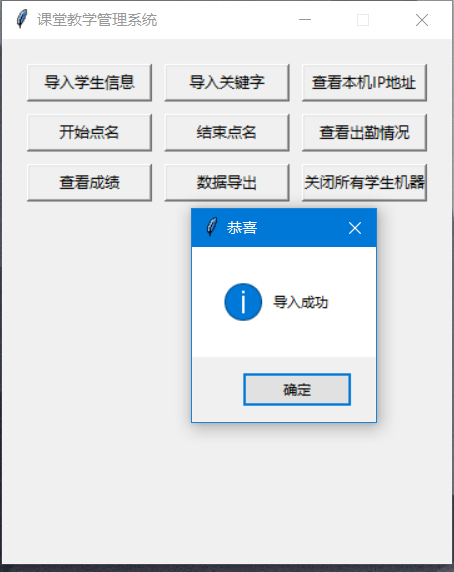 课堂教学管理系统
导入学生信息 导入关键字 查看本机IP地址
开始点名 结束点名 查看出勤情况
查看成绩 数据导出 关闭所有学生机器
恭喜
导入成功
确定